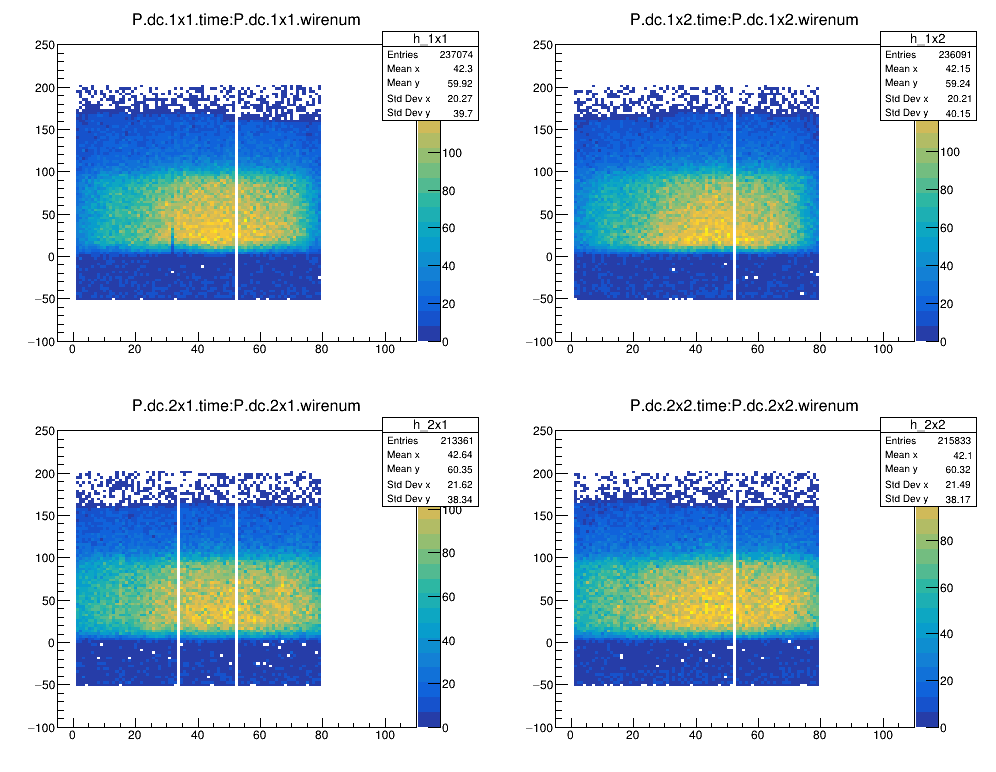 P.dc.1x1.time:P.dc.1x1.wirenum
h_1x1
Entries 237074
Mean x 42.3
Mean y 59.92
Std Dev x 20.27
Std Dev y 39.7
250
200
150
100
50
0
−50
−100
0 20 40 60 80 100
100
80
60
40
20
0
P.dc.1x2.time:P.dc.1x2.wirenum
h_1x2
Entries 236091
Mean x 42.15
Mean y 59.24
Std Dev x 20.21
Std Dev y 40.15
250
200
150
100
50
0
−50
−100
0 20 40 60 80 100
100
80
60
40
20
0
P.dc.2x1.time:P.dc.2x1.wirenum
h_2x1
Entries 213361
Mean x 42.64
Mean y 60.35
Std Dev x 21.62
Std Dev y 38.34
250
200
150
100
50
0
−50
−100
0 20 40 60 80 100
100
80
60
40
20
0
P.dc.2x2.time:P.dc.2x2.wirenum
h_2x2
Entries 215833
Mean x 42.1
Mean y 60.32
Std Dev x 21.49
Std Dev y 38.17
250
200
150
100
50
0
−50
−100
0 20 40 60 80 100
80
60
40
20
0